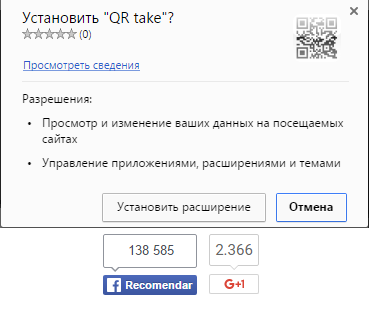 Установить "QR take"?
(0)
Просмотреть сведения
Разрешения:
• Просмотр и изменение ваших данных на посещаемых
сайтах
• Управление приложениями, расширениями и темами
Установить расширение
Отмена
138 585
2.366
Recomendar
g+1